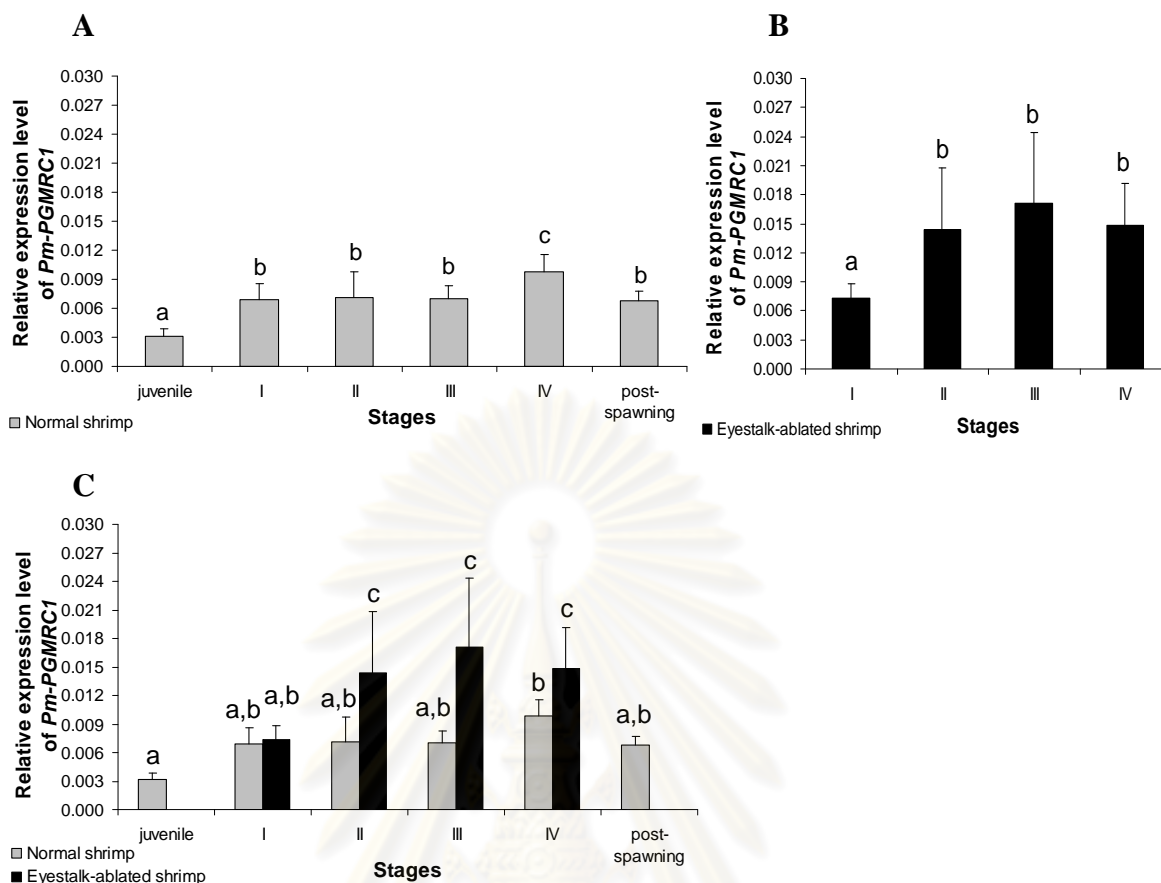 A
Relative expression level
of Pm-PGMRC1
0.030
0.027
0.024
0.021
0.018
0.015
0.012
0.009
0.006
0.003
0.000
a
b
b
b
c
b
juvenile
I
II
III
IV
post-
spawning
Stages
Normal shrimp
B
Relative expression level
of Pm-PGMRC1
0.030
0.027
0.024
0.021
0.018
0.015
0.012
0.009
0.006
0.003
0.000
a
b
b
b
I
II
III
IV
Stages
Eyestalk-ablated shrimp
C
Relative expression level
of Pm-PGMRC1
0.030
0.027
0.024
0.021
0.018
0.015
0.012
0.009
0.006
0.003
0.000
a
a,b
a,b
a,b
c
a,b
c
b
c
a,b
juvenile
I
II
III
IV
post-
spawning
Stages
Normal shrimp
Eyestalk-ablated shrimp